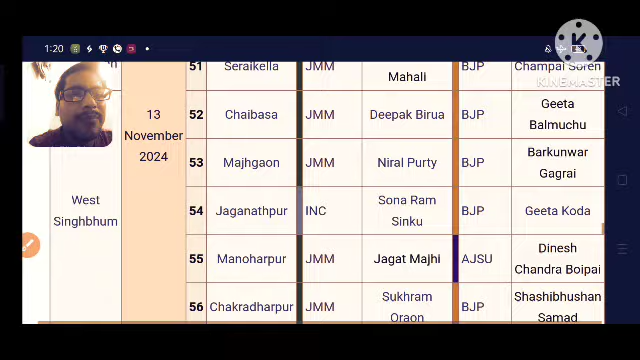 1:20
KINEMASTER
51 Seraikella JMM Mahali BJP Champai Soren
13 November 2024
52 Chaibasa JMM Deepak Birua BJP Geeta Balmuchu
53 Majhgaon JMM Niral Purty BJP Barkunwar Gagrai
West Singhbhum
54 Jaganathpur INC Sona Ram Sinku BJP Geeta Koda
55 Manoharpur JMM Jagat Majhi AJSU Dinesh Chandra Boipai
56 Chakradharpur JMM Sukhram Oraon BJP Shashibhushan Samad